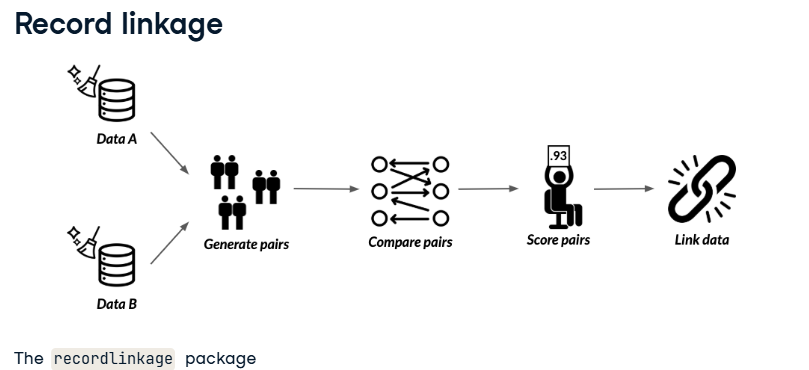 Record linkage
Data A
.93
Generate pairs
Compare pairs
Score pairs
Link data
Data B
The recordlinkage package